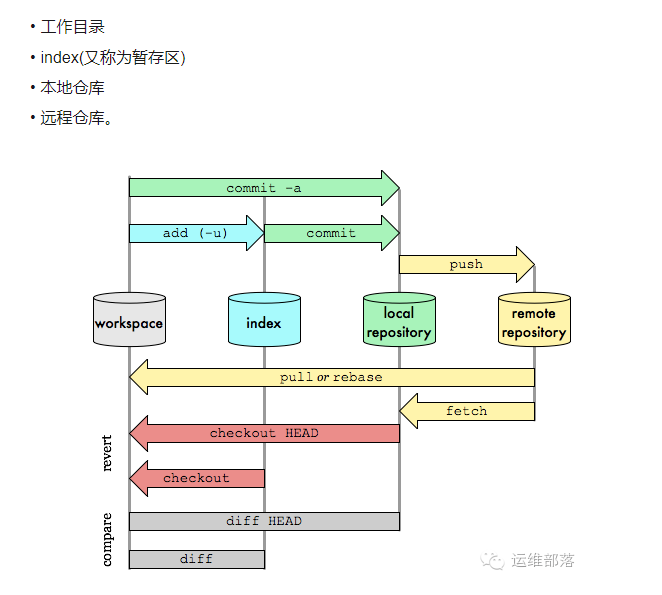 • 工作目录
• index(又称为暂存区)
• 本地仓库
• 远程仓库。
commit -a
add (-u)
commit
push
workspace
index
local
repository
remote
repository
pull or rebase
fetch
revert
checkout HEAD
checkout
compare
diff HEAD
diff
运维部落